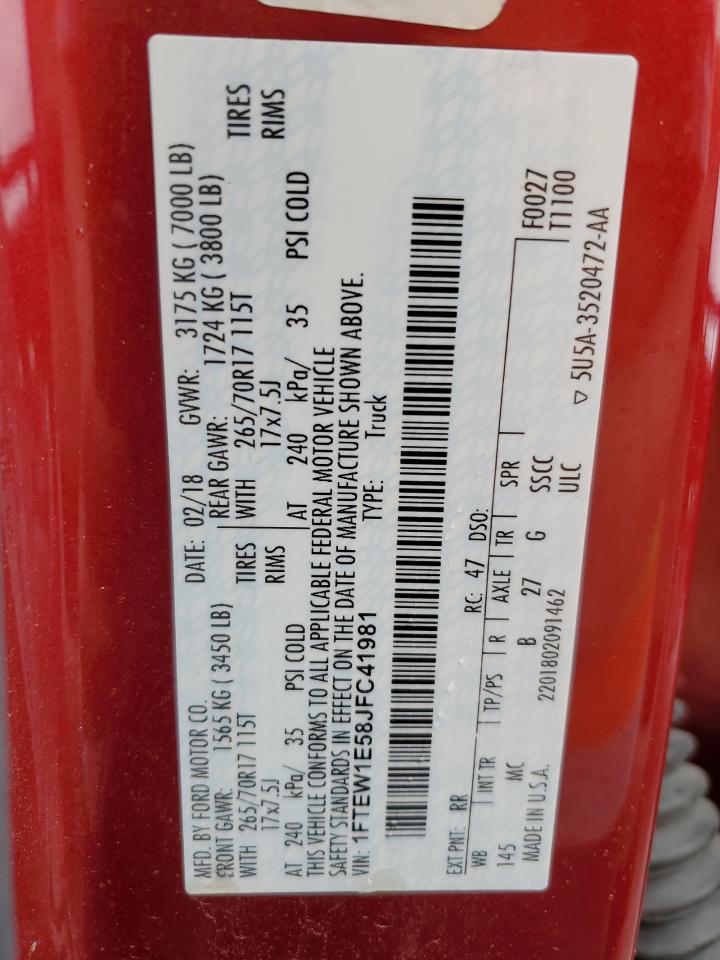 MFD. BY FORD MOTOR CO.
DATE: 02/18 GVWR: 3175 KG ( 7000 LB)
FRONT GAWR: 1565 KG ( 3450 LB) REAR GAWR: 1724 KG ( 3800 LB)
WITH 265/70R17 115T TIRES WITH 265/70R17 115T TIRES
17x7.5J RIMS 17x7.5J RIMS
AT 240 kPa/ 35 PSI COLD AT 240 kPa/ 35 PSI COLD
THIS VEHICLE CONFORMS TO ALL APPLICABLE FEDERAL MOTOR VEHICLE
SAFETY STANDARDS IN EFFECT ON THE DATE OF MANUFACTURE SHOWN ABOVE.
VIN: 1FTEW1E58JFC41981 TYPE: Truck
F0027
T1100
EXT PNT: RR RC: 47 DSO:
WB INT TR TP/PS R AXLE TR SPR
145 MC B 27 G SSCC
MADE IN U.S.A. 2201802091462 ULC
▽ 5U5A-3520472-AA